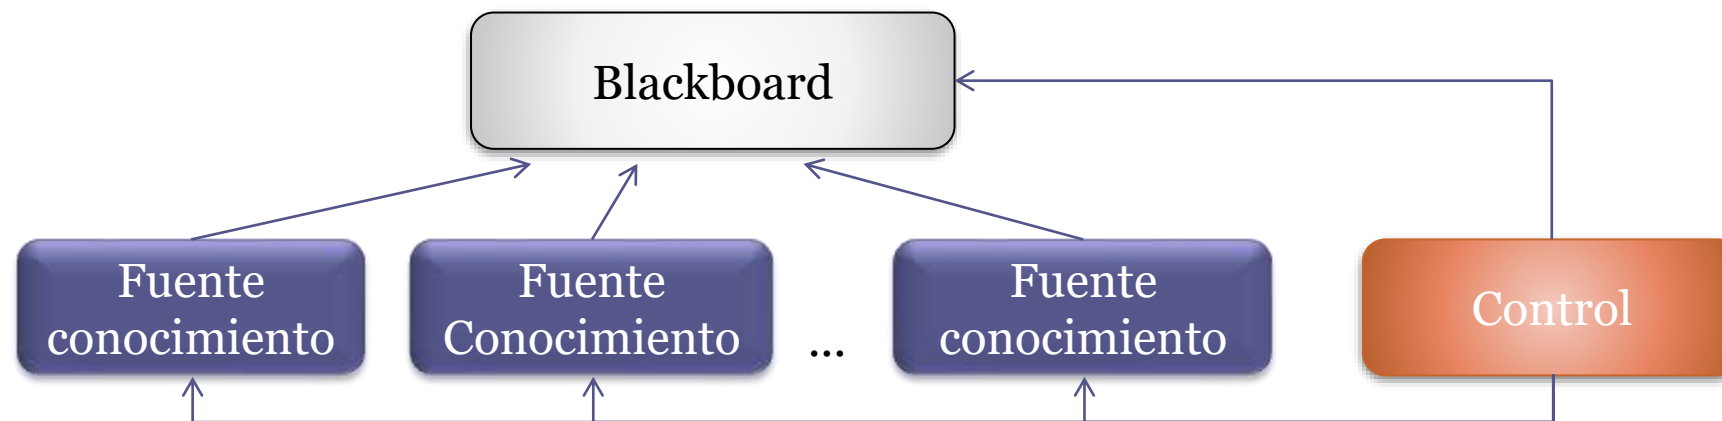 Blackboard
Fuente
conocimiento
Fuente
Conocimiento
...
Fuente
conocimiento
Control